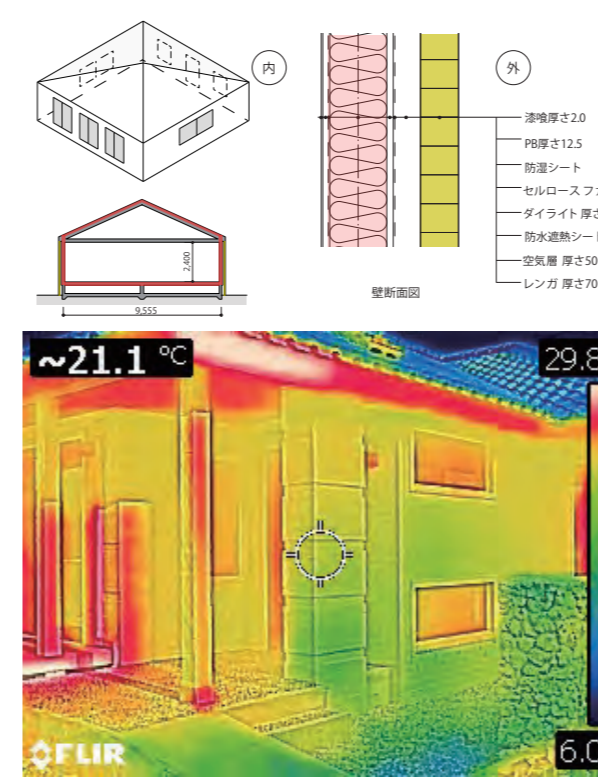 内
外
漆喰厚さ2.0
PB厚さ12.5
防湿シート
セルロース フ
ダイライト 厚さ
防水遮熱シー
空気層 厚さ50
レンガ 厚さ70
壁断面図
2,400
9,555
~21.1 ℃
29.8
6.0
FLIR